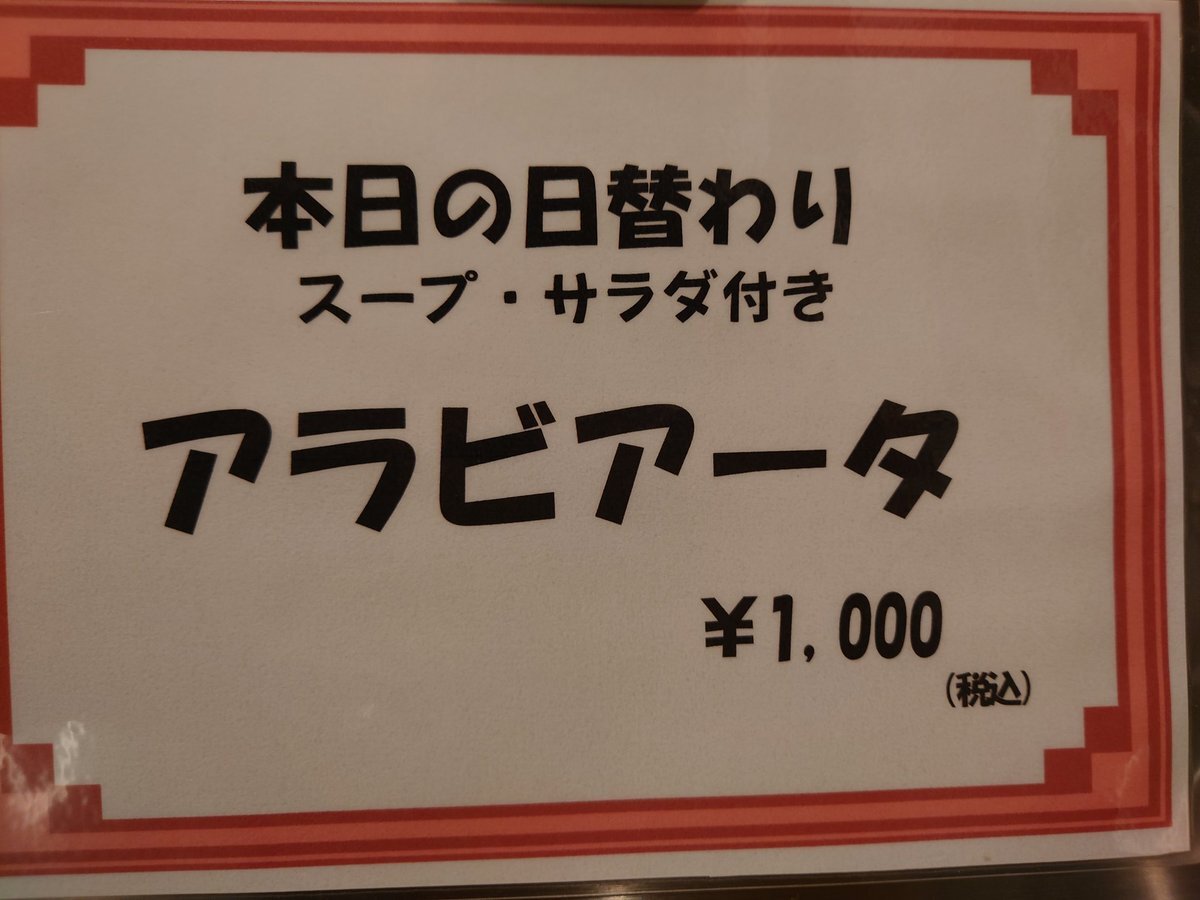 本日の日替わり
スープ・サラダ付き
アラビアータ
￥1,000
(税込)